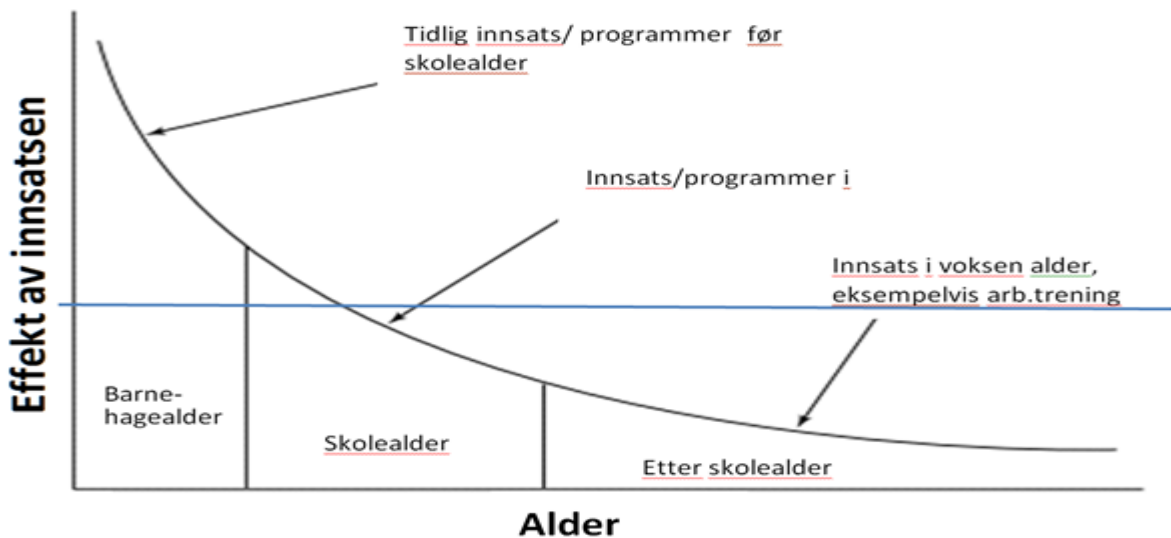 Tidlig innsats/ programmer før
skolealder
Innsats/programmer i
Innsats i voksen alder,
eksempelvis arb.trening
Effekt av innsatsen
Barne-
hagealder
Skolealder
Etter skolealder
Alder